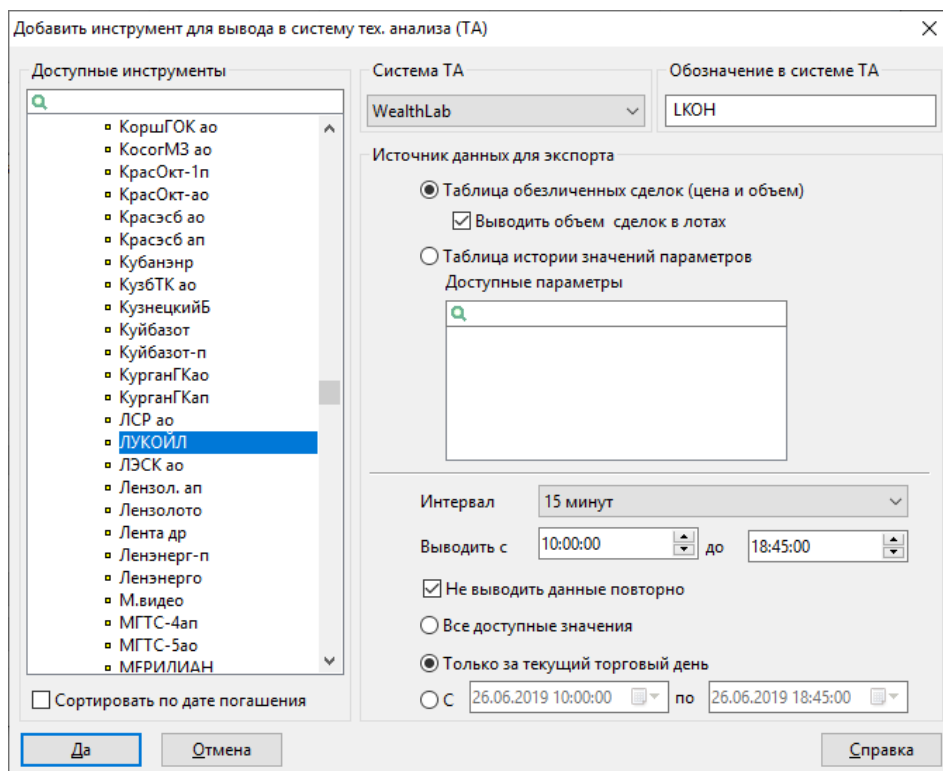 Добавить инструмент для вывода в систему тех. анализа (ТА)
Доступные инструменты
КоршГОК ао
КосогМЗ ао
КрасОкт-1п
КрасОкт-ао
Красэсб ао
Красэсб ап
Кубанэнр
КузбТК ао
КузнецкийБ
Куйбазот
Куйбазот-п
КурганГКао
КурганГКап
ЛСР ао
ЛУКОЙЛ
ЛЭСК ао
Лензол. ап
Лензолото
Лента др
Ленэнерг-п
Ленэнерго
М.видео
МГТС-4ап
МГТС-5ао
МЕРИДИАН
Сортировать по дате погашения
Система ТА
WealthLab
Обозначение в системе ТА
LKOH
Источник данных для экспорта
Таблица обезличенных сделок (цена и объем)
Выводить объем сделок в лотах
Таблица истории значений параметров
Доступные параметры
Интервал 15 минут
Выводить с 10:00:00 до 18:45:00
Не выводить данные повторно
Все доступные значения
Только за текущий торговый день
С 26.06.2019 10:00:00 по 26.06.2019 18:45:00
Да Отмена Справка